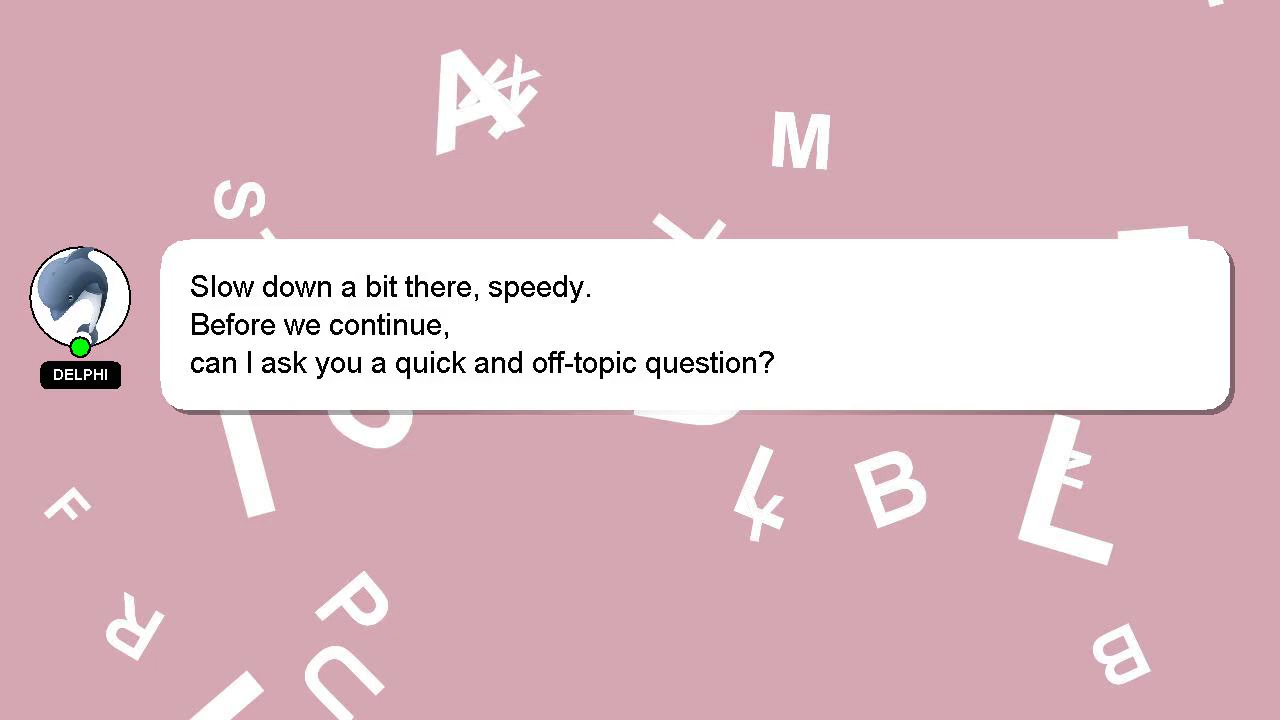 A
M
S
Slow down a bit there, speedy.
Before we continue,
can I ask you a quick and off-topic question?
DELPHI
F
B
L
R
P
U
B